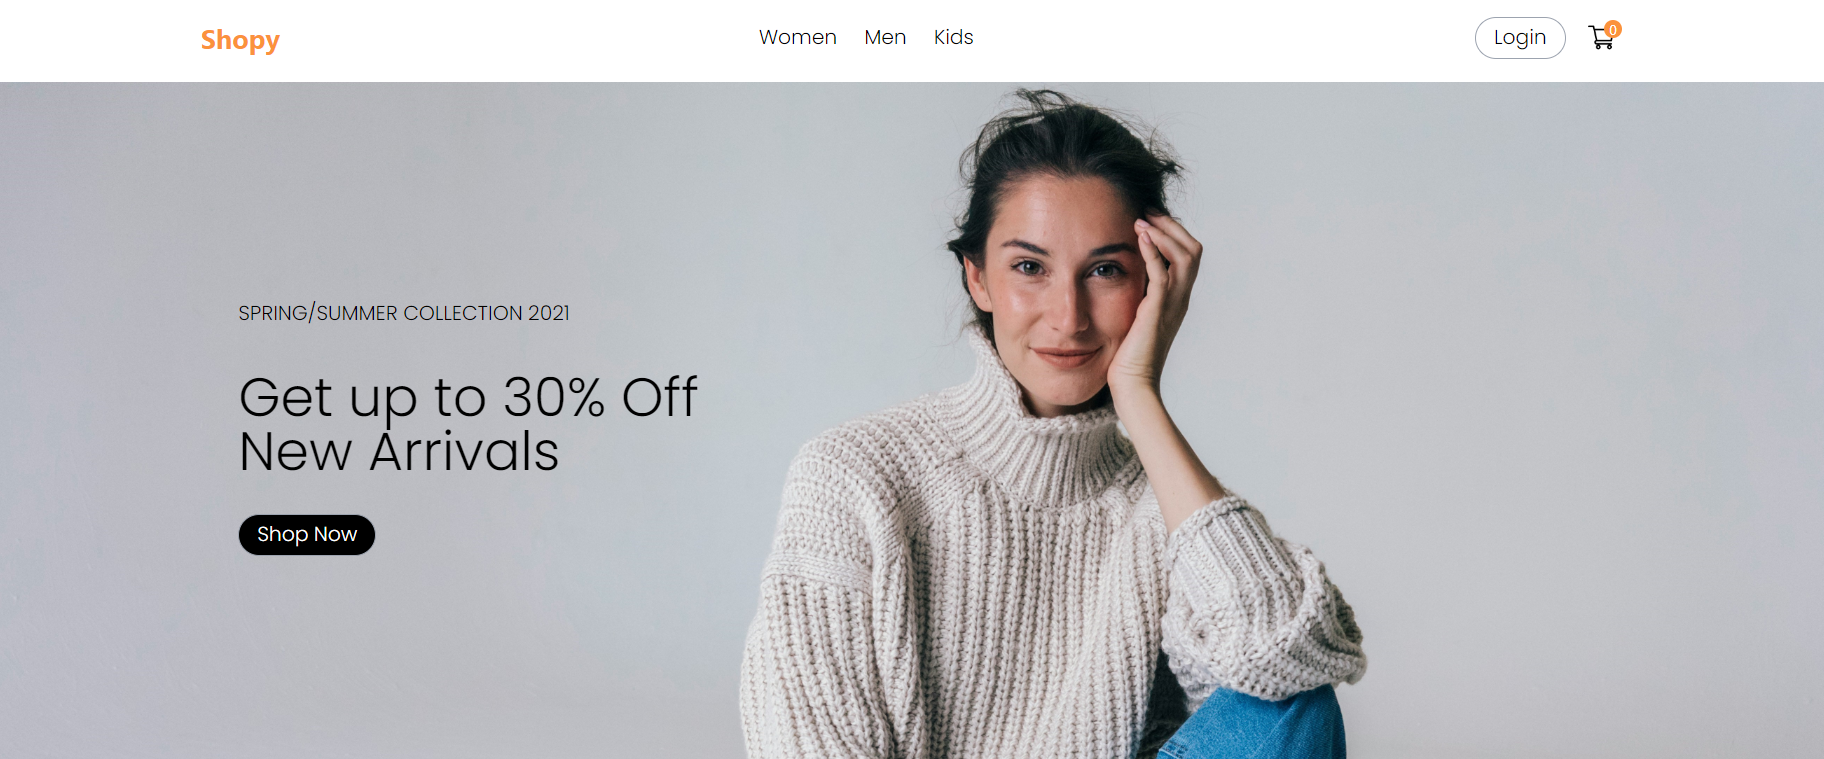 Shopy
Women Men Kids
Login
0
SPRING/SUMMER COLLECTION 2021
Get up to 30% Off
New Arrivals
Shop Now